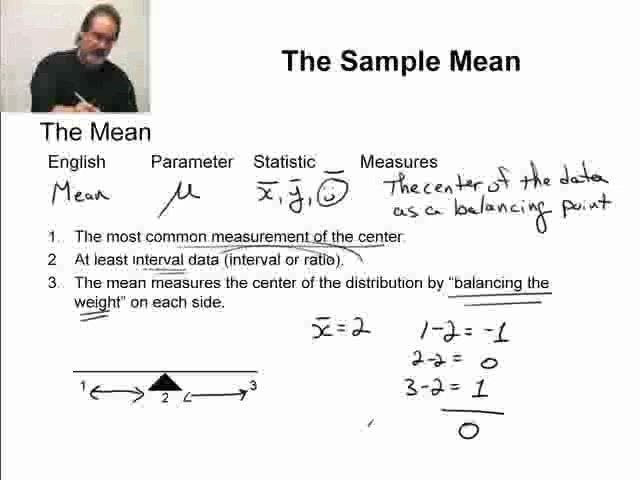 The Sample Mean
The Mean
English Parameter Statistic Measures
Mean μ x̄, ȳ, The center of the data
as a balancing point
1. The most common measurement of the center
2. At least interval data (interval or ratio).
3. The mean measures the center of the distribution by “balancing the
weight” on each side.
x̄ = 2 1-2 = -1
2-2 = 0
3-2 = 1
0
1 2 3